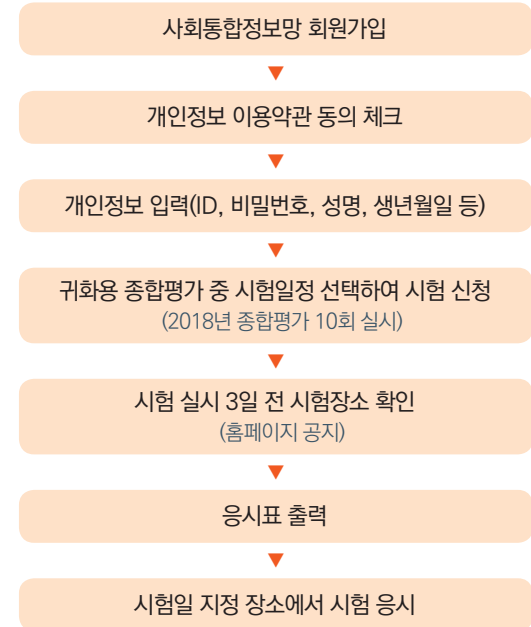 사회통합정보망 회원가입
개인정보 이용약관 동의 체크
개인정보 입력(ID, 비밀번호, 성명, 생년월일 등)
귀화용 종합평가 중 시험일정 선택하여 시험 신청
(2018년 종합평가 10회 실시)
시험 실시 3일 전 시험장소 확인
(홈페이지 공지)
응시표 출력
시험일 지정 장소에서 시험 응시